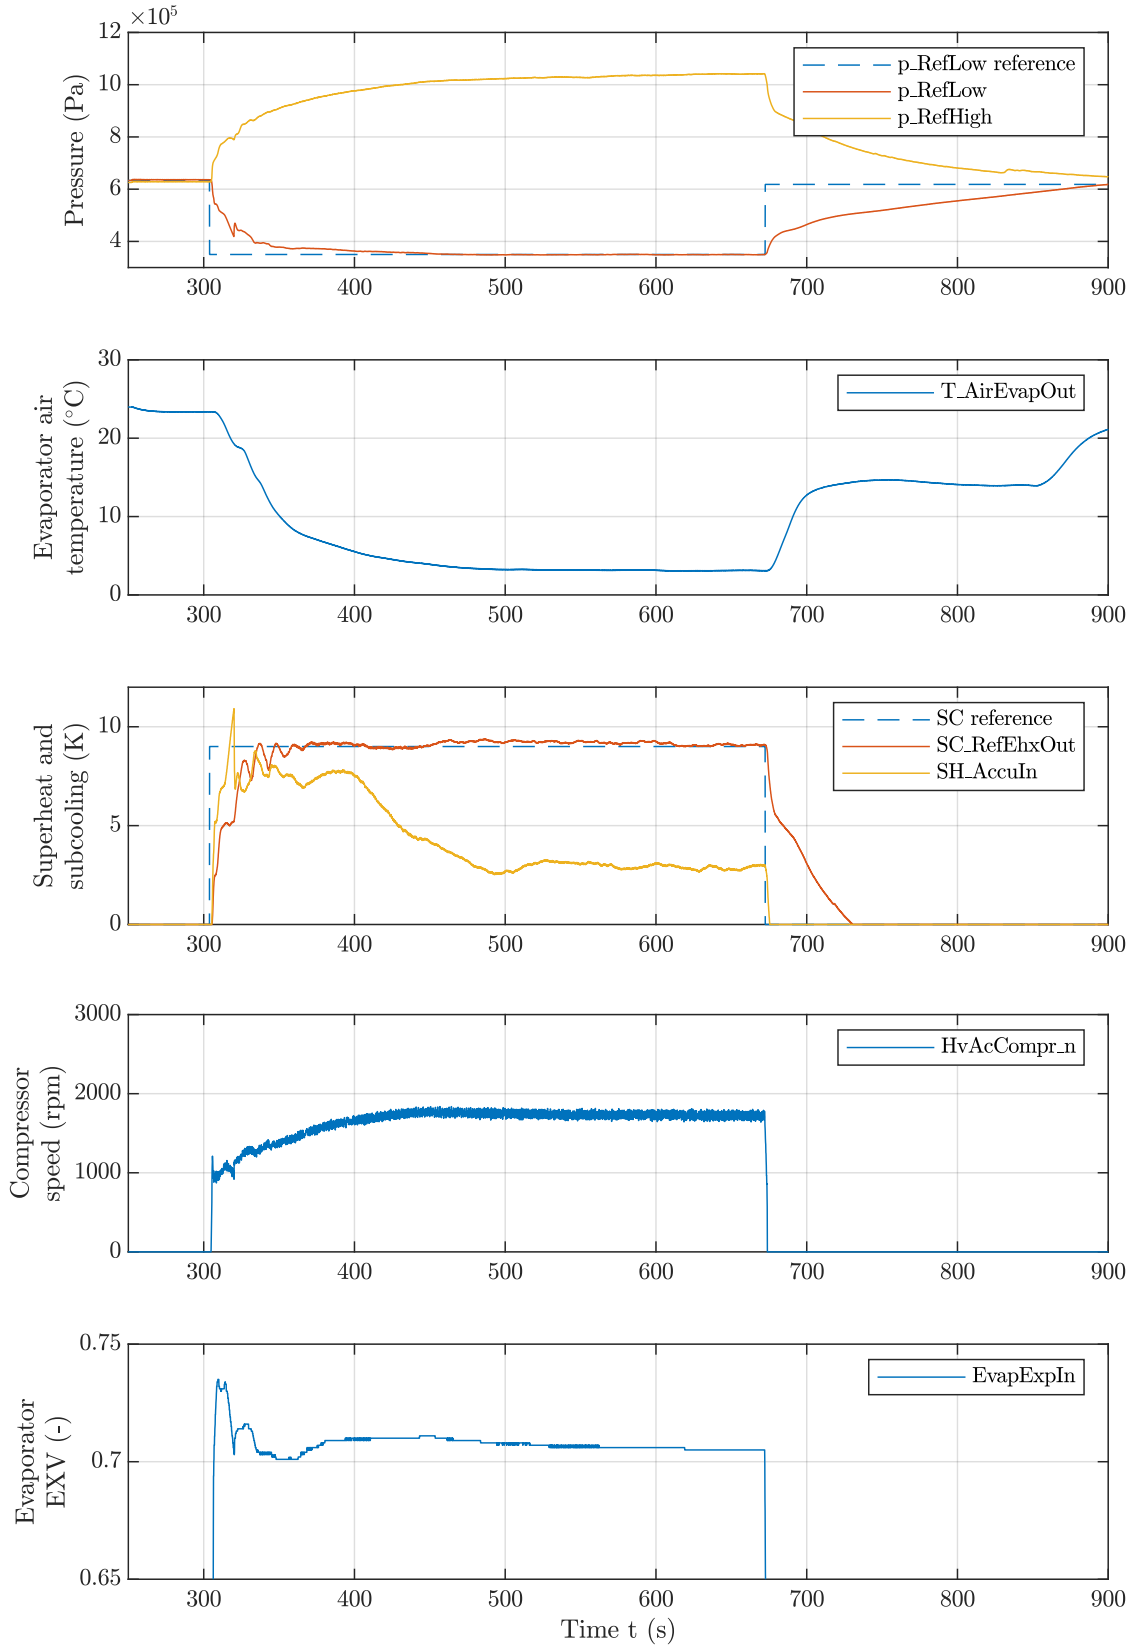 ×10⁵
12
10
8
6
4
Pressure (Pa)
p_RefLow reference
p_RefLow
p_RefHigh
300 400 500 600 700 800 900
30
20
10
0
Evaporator air
temperature (°C)
T_AirEvapOut
300 400 500 600 700 800 900
10
5
0
Superheat and
subcooling (K)
SC reference
SC_RefEhxOut
SH_AccuIn
300 400 500 600 700 800 900
3000
2000
1000
0
Compressor
speed (rpm)
HvAcCompr_n
300 400 500 600 700 800 900
0.75
0.7
0.65
Evaporator
EXV (-)
EvapExpIn
300 400 500 600 700 800 900
Time t (s)